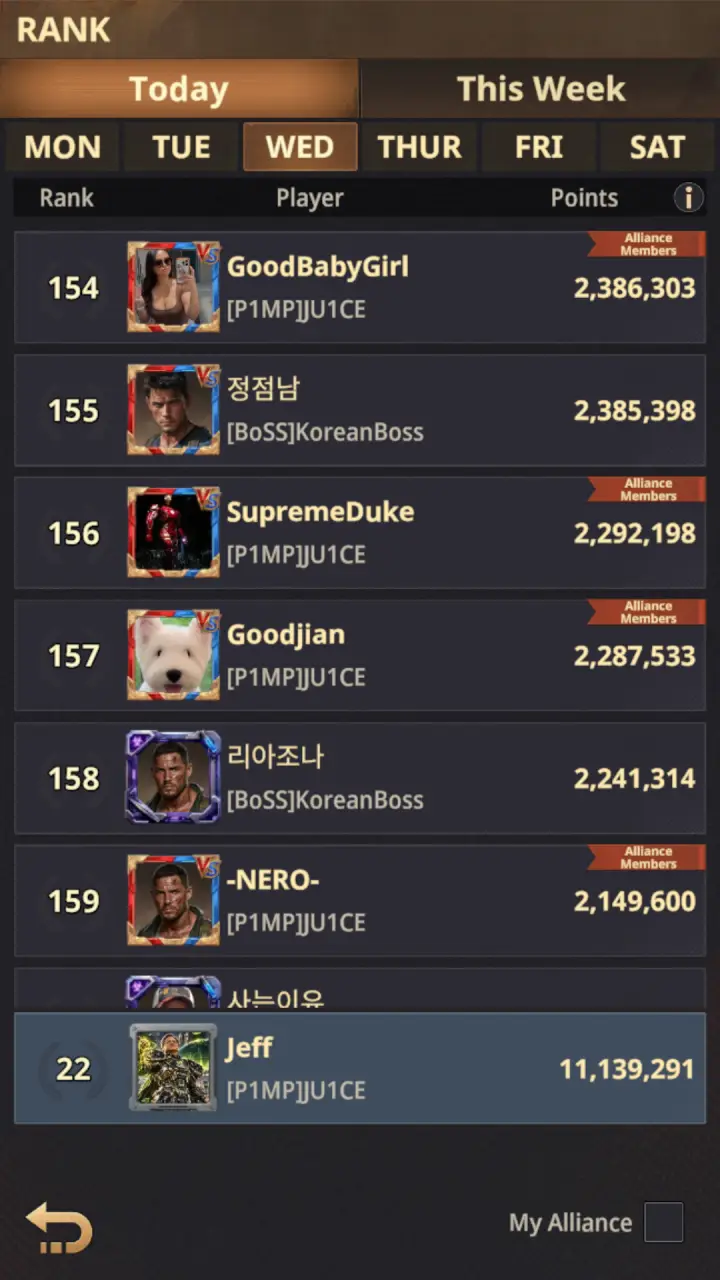 RANK
Today This Week
MON TUE WED THUR FRI SAT
Rank Player Points i
Alliance
Members
154 GoodBabyGirl 2,386,303
[P1MP]JU1CE
155 정점남 2,385,398
[BoSS]KoreanBoss
Alliance
Members
156 SupremeDuke 2,292,198
[P1MP]JU1CE
Alliance
Members
157 Goodjian 2,287,533
[P1MP]JU1CE
158 리아조나 2,241,314
[BoSS]KoreanBoss
Alliance
Members
159 -NERO- 2,149,600
[P1MP]JU1CE
사는이유
22 Jeff 11,139,291
[P1MP]JU1CE
My Alliance